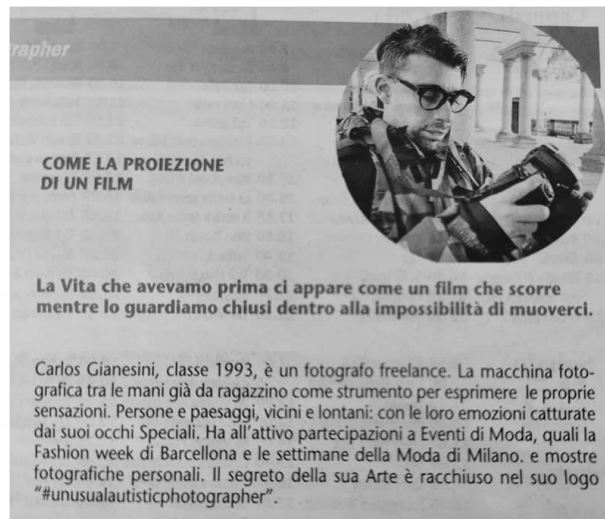 rapher
COME LA PROIEZIONE
DI UN FILM
La Vita che avevamo prima ci appare come un film che scorre
mentre lo guardiamo chiusi dentro alla impossibilità di muoverci.
Carlos Gianesini, classe 1993, è un fotografo freelance. La macchina foto-
grafica tra le mani già da ragazzino come strumento per esprimere le proprie
sensazioni. Persone e paesaggi, vicini e lontani: con le loro emozioni catturate
dai suoi occhi Speciali. Ha all'attivo partecipazioni a Eventi di Moda, quali la
Fashion week di Barcellona e le settimane della Moda di Milano. e mostre
fotografiche personali. Il segreto della sua Arte è racchiuso nel suo logo
"#unusualautisticphotographer".